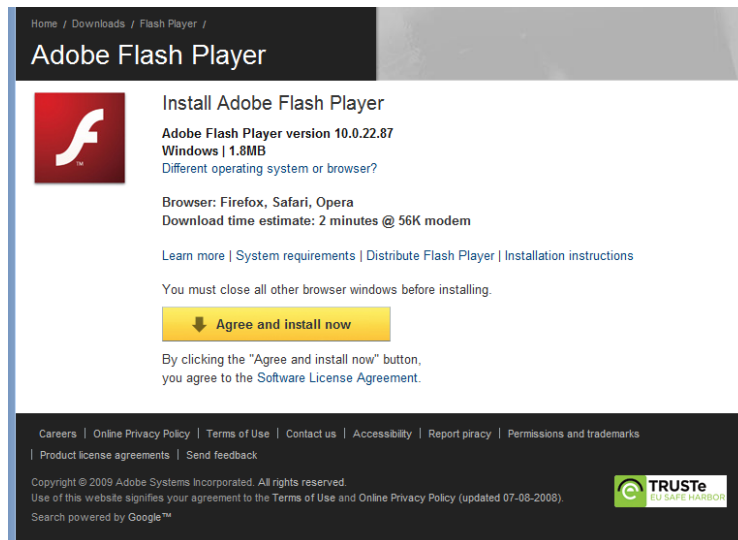 Home / Downloads / Flash Player /
Adobe Flash Player
Install Adobe Flash Player
Adobe Flash Player version 10.0.22.87
Windows | 1.8MB
Different operating system or browser?
Browser: Firefox, Safari, Opera
Download time estimate: 2 minutes @ 56K modem
Learn more | System requirements | Distribute Flash Player | Installation instructions
You must close all other browser windows before installing.
Agree and install now
By clicking the "Agree and install now" button,
you agree to the Software License Agreement.
Careers | Online Privacy Policy | Terms of Use | Contact us | Accessibility | Report piracy | Permissions and trademarks
| Product license agreements | Send feedback
Copyright © 2009 Adobe Systems Incorporated. All rights reserved.
Use of this website signifies your agreement to the Terms of Use and Online Privacy Policy (updated 07-08-2008).
Search powered by Google™
TRUSTe
EU SAFE HARBOR